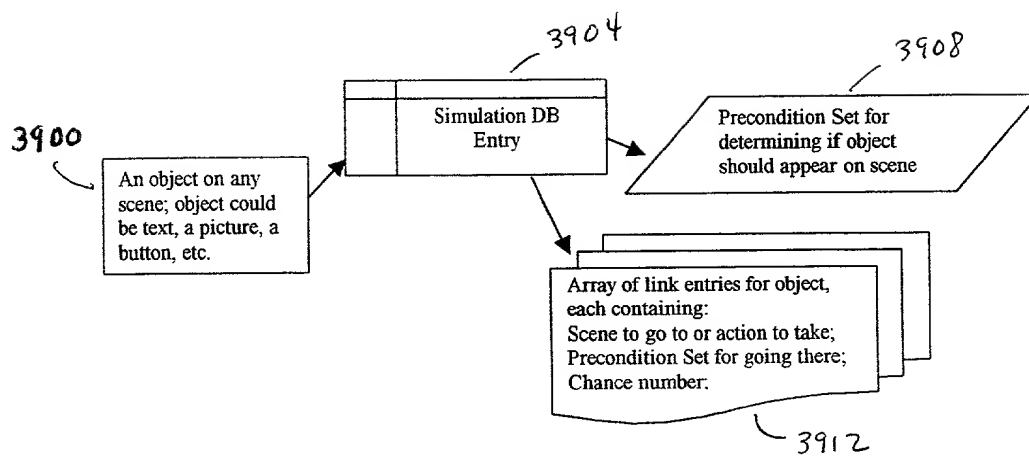 3904
3908
3900
Simulation DB
Entry
Precondition Set for
determining if object
should appear on scene
An object on any
scene; object could
be text, a picture, a
button, etc.
Array of link entries for object,
each containing:
Scene to go to or action to take;
Precondition Set for going there;
Chance number;
3912